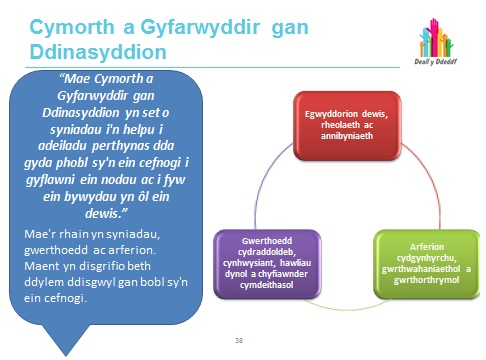 Cymorth a Gyfarwyddir gan
Ddinasyddion
Deall y Ddeddf
“Mae Cymorth a
Gyfarwyddir gan
Ddinasyddion yn set o
syniadau i'n helpu i
adeiladu perthynas dda
gyda phobl sy'n ein cefnogi i
gyflawni ein nodau ac i fyw
ein bywydau yn ôl ein
dewis.”
Mae'r rhain yn syniadau,
gwerthoedd ac arferion.
Maent yn disgrifio beth
ddylem ddisgwyl gan bobl sy'n
ein cefnogi.
Egwyddorion dewis,
rheolaeth ac
annibyniaeth
Gwerthoedd
cydraddoldeb,
cynhwysiant, hawliau
dynol a chyfiawnder
cymdeithasol
Arferion
cydgynhyrchu,
gwrthwahaniaethol a
gwrthorthrymol
38